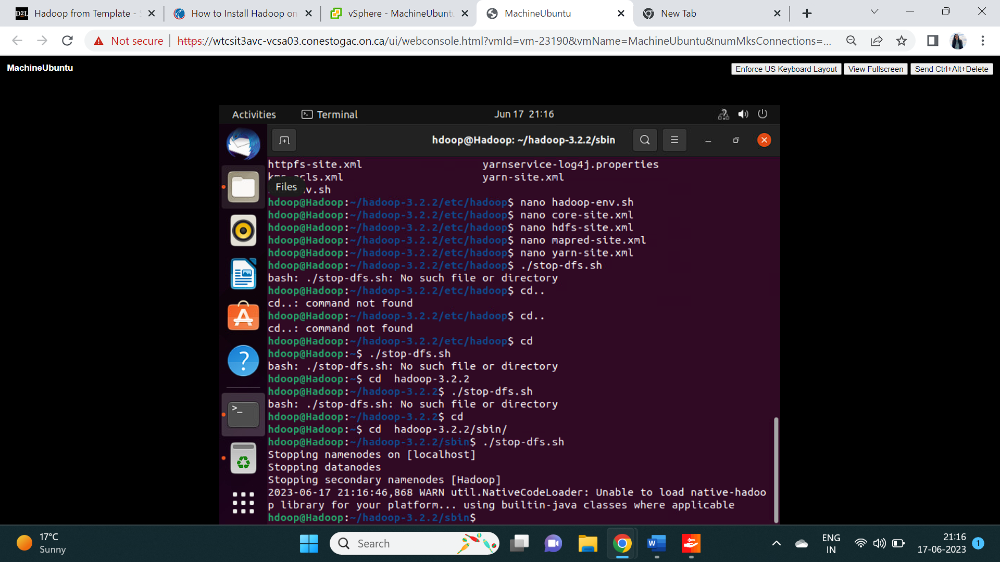 D2L Hadoop from Template - S
How to Install Hadoop on
vSphere - MachineUbuntu
MachineUbuntu
New Tab
Not secure
https://wtcsit3avc-vcsa03.conestogac.on.ca/ui/webconsole.html?vmId=vm-23190&vmName=MachineUbuntu&numMksConnections=...
MachineUbuntu
Enforce US Keyboard Layout View Fullscreen Send Ctrl+Alt+Delete
Activities Terminal Jun 17 21:16
hdoop@Hadoop: ~/hadoop-3.2.2/sbin
httpfs-site.xml yarnservice-log4j.properties
kms-acls.xml yarn-site.xml
Files
v.sh
hdoop@Hadoop:~/hadoop-3.2.2/etc/hadoop$ nano hadoop-env.sh
hdoop@Hadoop:~/hadoop-3.2.2/etc/hadoop$ nano core-site.xml
hdoop@Hadoop:~/hadoop-3.2.2/etc/hadoop$ nano hdfs-site.xml
hdoop@Hadoop:~/hadoop-3.2.2/etc/hadoop$ nano mapred-site.xml
hdoop@Hadoop:~/hadoop-3.2.2/etc/hadoop$ nano yarn-site.xml
hdoop@Hadoop:~/hadoop-3.2.2/etc/hadoop$ ./stop-dfs.sh
bash: ./stop-dfs.sh: No such file or directory
hdoop@Hadoop:~/hadoop-3.2.2/etc/hadoop$ cd..
cd..: command not found
hdoop@Hadoop:~/hadoop-3.2.2/etc/hadoop$ cd..
cd..: command not found
hdoop@Hadoop:~/hadoop-3.2.2/etc/hadoop$ cd
hdoop@Hadoop:~$ ./stop-dfs.sh
bash: ./stop-dfs.sh: No such file or directory
hdoop@Hadoop:~$ cd  hadoop-3.2.2
hdoop@Hadoop:~/hadoop-3.2.2$ ./stop-dfs.sh
bash: ./stop-dfs.sh: No such file or directory
hdoop@Hadoop:~/hadoop-3.2.2$ cd
hdoop@Hadoop:~$ cd  hadoop-3.2.2/sbin/
hdoop@Hadoop:~/hadoop-3.2.2/sbin$ ./stop-dfs.sh
Stopping namenodes on [localhost]
Stopping datanodes
Stopping secondary namenodes [Hadoop]
2023-06-17 21:16:46,868 WARN util.NativeCodeLoader: Unable to load native-hadoo
p library for your platform... using builtin-java classes where applicable
hdoop@Hadoop:~/hadoop-3.2.2/sbin$
17°C
Sunny
Search
ENG
IN
21:16
17-06-2023
1